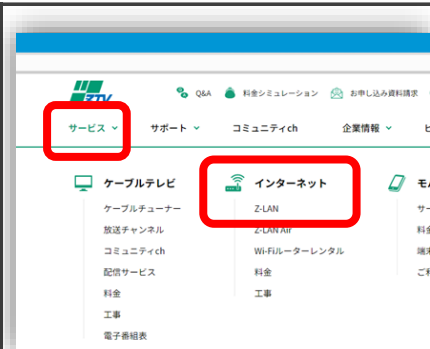 ZTV
Q&A 料金シミュレーション お申し込み資料請求
サービス サポート コミュニティch 企業情報
ケーブルテレビ インターネット
ケーブルチューナー Z-LAN
放送チャンネル Z-LAN Air
コミュニティch Wi-Fiルーターレンタル
配信サービス 料金
料金 工事
工事
電子番組表